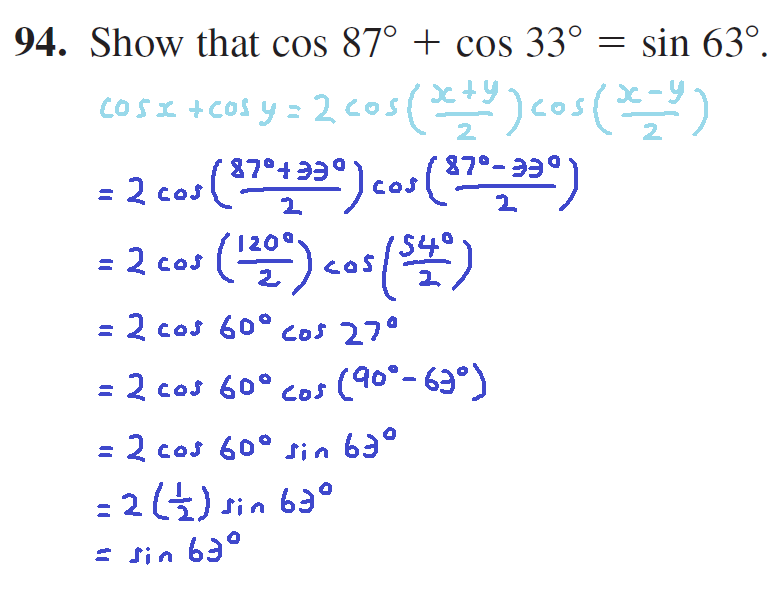 94. Show that cos 87° + cos 33° = sin 63°.
cos x + cos y = 2 cos((x+y)/2) cos((x-y)/2)
= 2 cos((87°+33°)/2) cos((87°-33°)/2)
= 2 cos(120°/2) cos(54°/2)
= 2 cos 60° cos 27°
= 2 cos 60° cos (90°-63°)
= 2 cos 60° sin 63°
= 2(1/2) sin 63°
= sin 63°